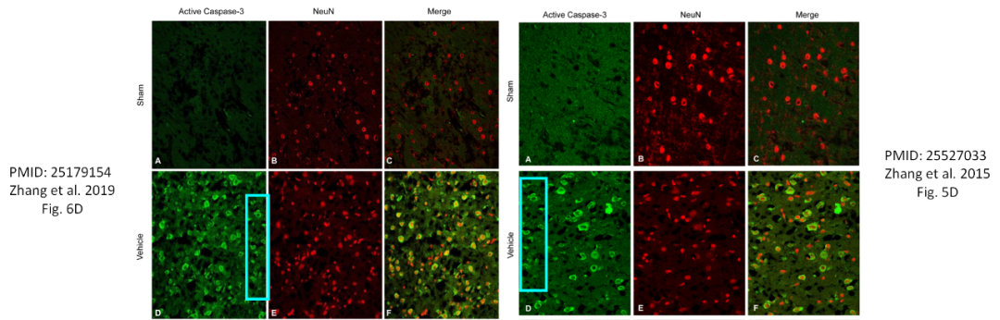 Active Caspase-3 NeuN Merge
Active Caspase-3 NeuN Merge
Sham
A B C
Sham
A B C
PMID: 25179154
Zhang et al. 2019
Fig. 6D
PMID: 25527033
Zhang et al. 2015
Fig. 5D
Vehicle
D E F
Vehicle
D E F